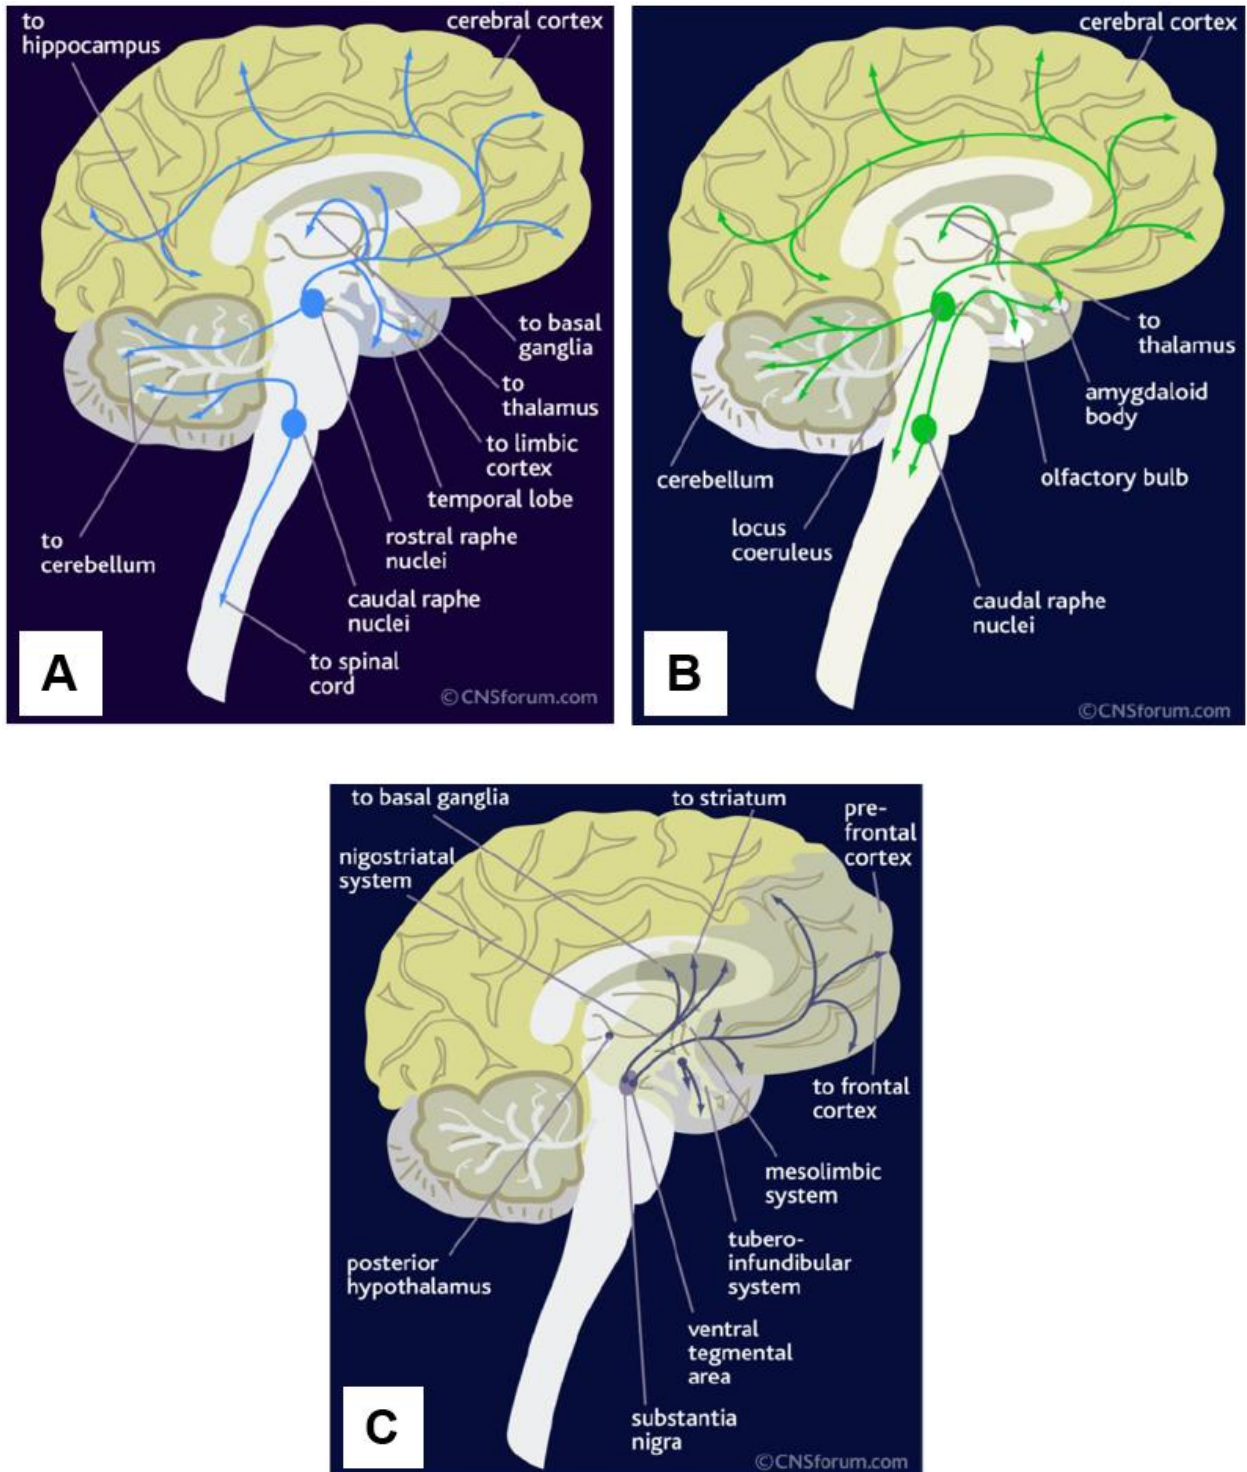 to
hippocampus
cerebral cortex
to basal
ganglia
to
thalamus
to limbic
cortex
temporal lobe
rostral raphe
nuclei
to
cerebellum
caudal raphe
nuclei
to spinal
cord
A
©CNSforum.com
cerebral cortex
to
thalamus
amygdaloid
body
olfactory bulb
cerebellum
locus
coeruleus
caudal raphe
nuclei
B
©CNSforum.com
to basal ganglia
to striatum
pre-
frontal
cortex
nigostriatal
system
to frontal
cortex
mesolimbic
system
tubero-
infundibular
system
posterior
hypothalamus
ventral
tegmental
area
substantia
nigra
C
©CNSforum.com